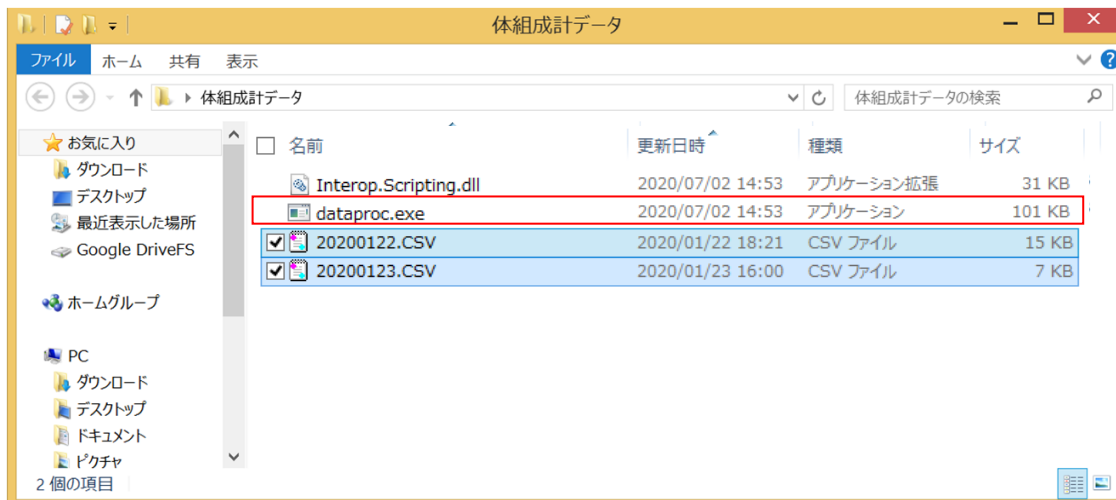 体組成計データ
ファイル ホーム 共有 表示
体組成計データ 体組成計データの検索
お気に入り
ダウンロード
デスクトップ
最近表示した場所
Google DriveFS
ホームグループ
PC
ダウンロード
デスクトップ
ドキュメント
ピクチャ
名前 更新日時 種類 サイズ
Interop.Scripting.dll 2020/07/02 14:53 アプリケーション拡張 31 KB
dataproc.exe 2020/07/02 14:53 アプリケーション 101 KB
20200122.CSV 2020/01/22 18:21 CSV ファイル 15 KB
20200123.CSV 2020/01/23 16:00 CSV ファイル 7 KB
2 個の項目